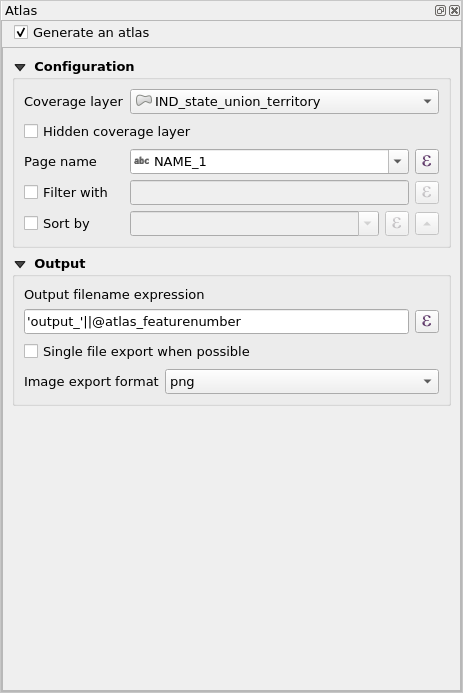 Atlas
Generate an atlas
Configuration
Coverage layer IND_state_union_territory
Hidden coverage layer
Page name abc NAME_1 ε
Filter with ε
Sort by ε
Output
Output filename expression
'output_'||@atlas_featurenumber ε
Single file export when possible
Image export format png